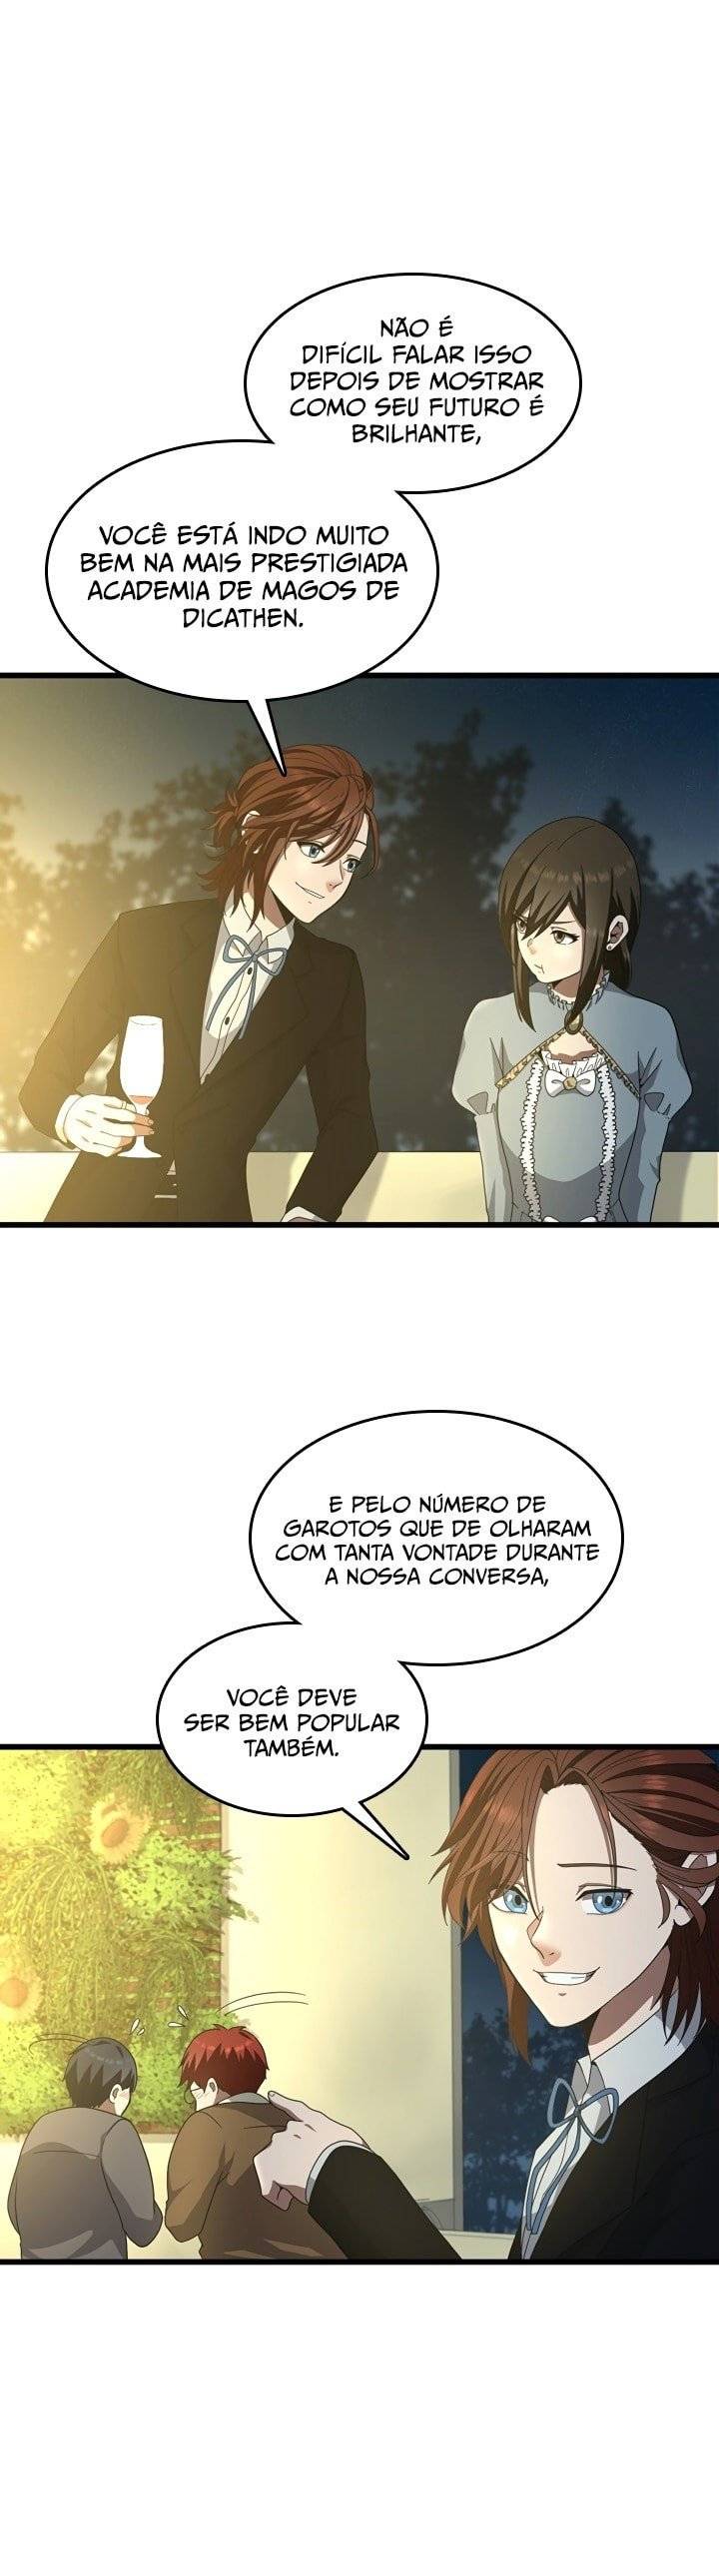 NÃO É
DIFÍCIL FALAR ISSO
DEPOIS DE MOSTRAR
COMO SEU FUTURO É
BRILHANTE,
VOCÊ ESTÁ INDO MUITO
BEM NA MAIS PRESTIGIADA
ACADEMIA DE MAGOS DE
DICATHEN.
E PELO NÚMERO DE
GAROTOS QUE DE OLHARAM
COM TANTA VONTADE DURANTE
A NOSSA CONVERSA,
VOCÊ DEVE
SER BEM POPULAR
TAMBÉM.